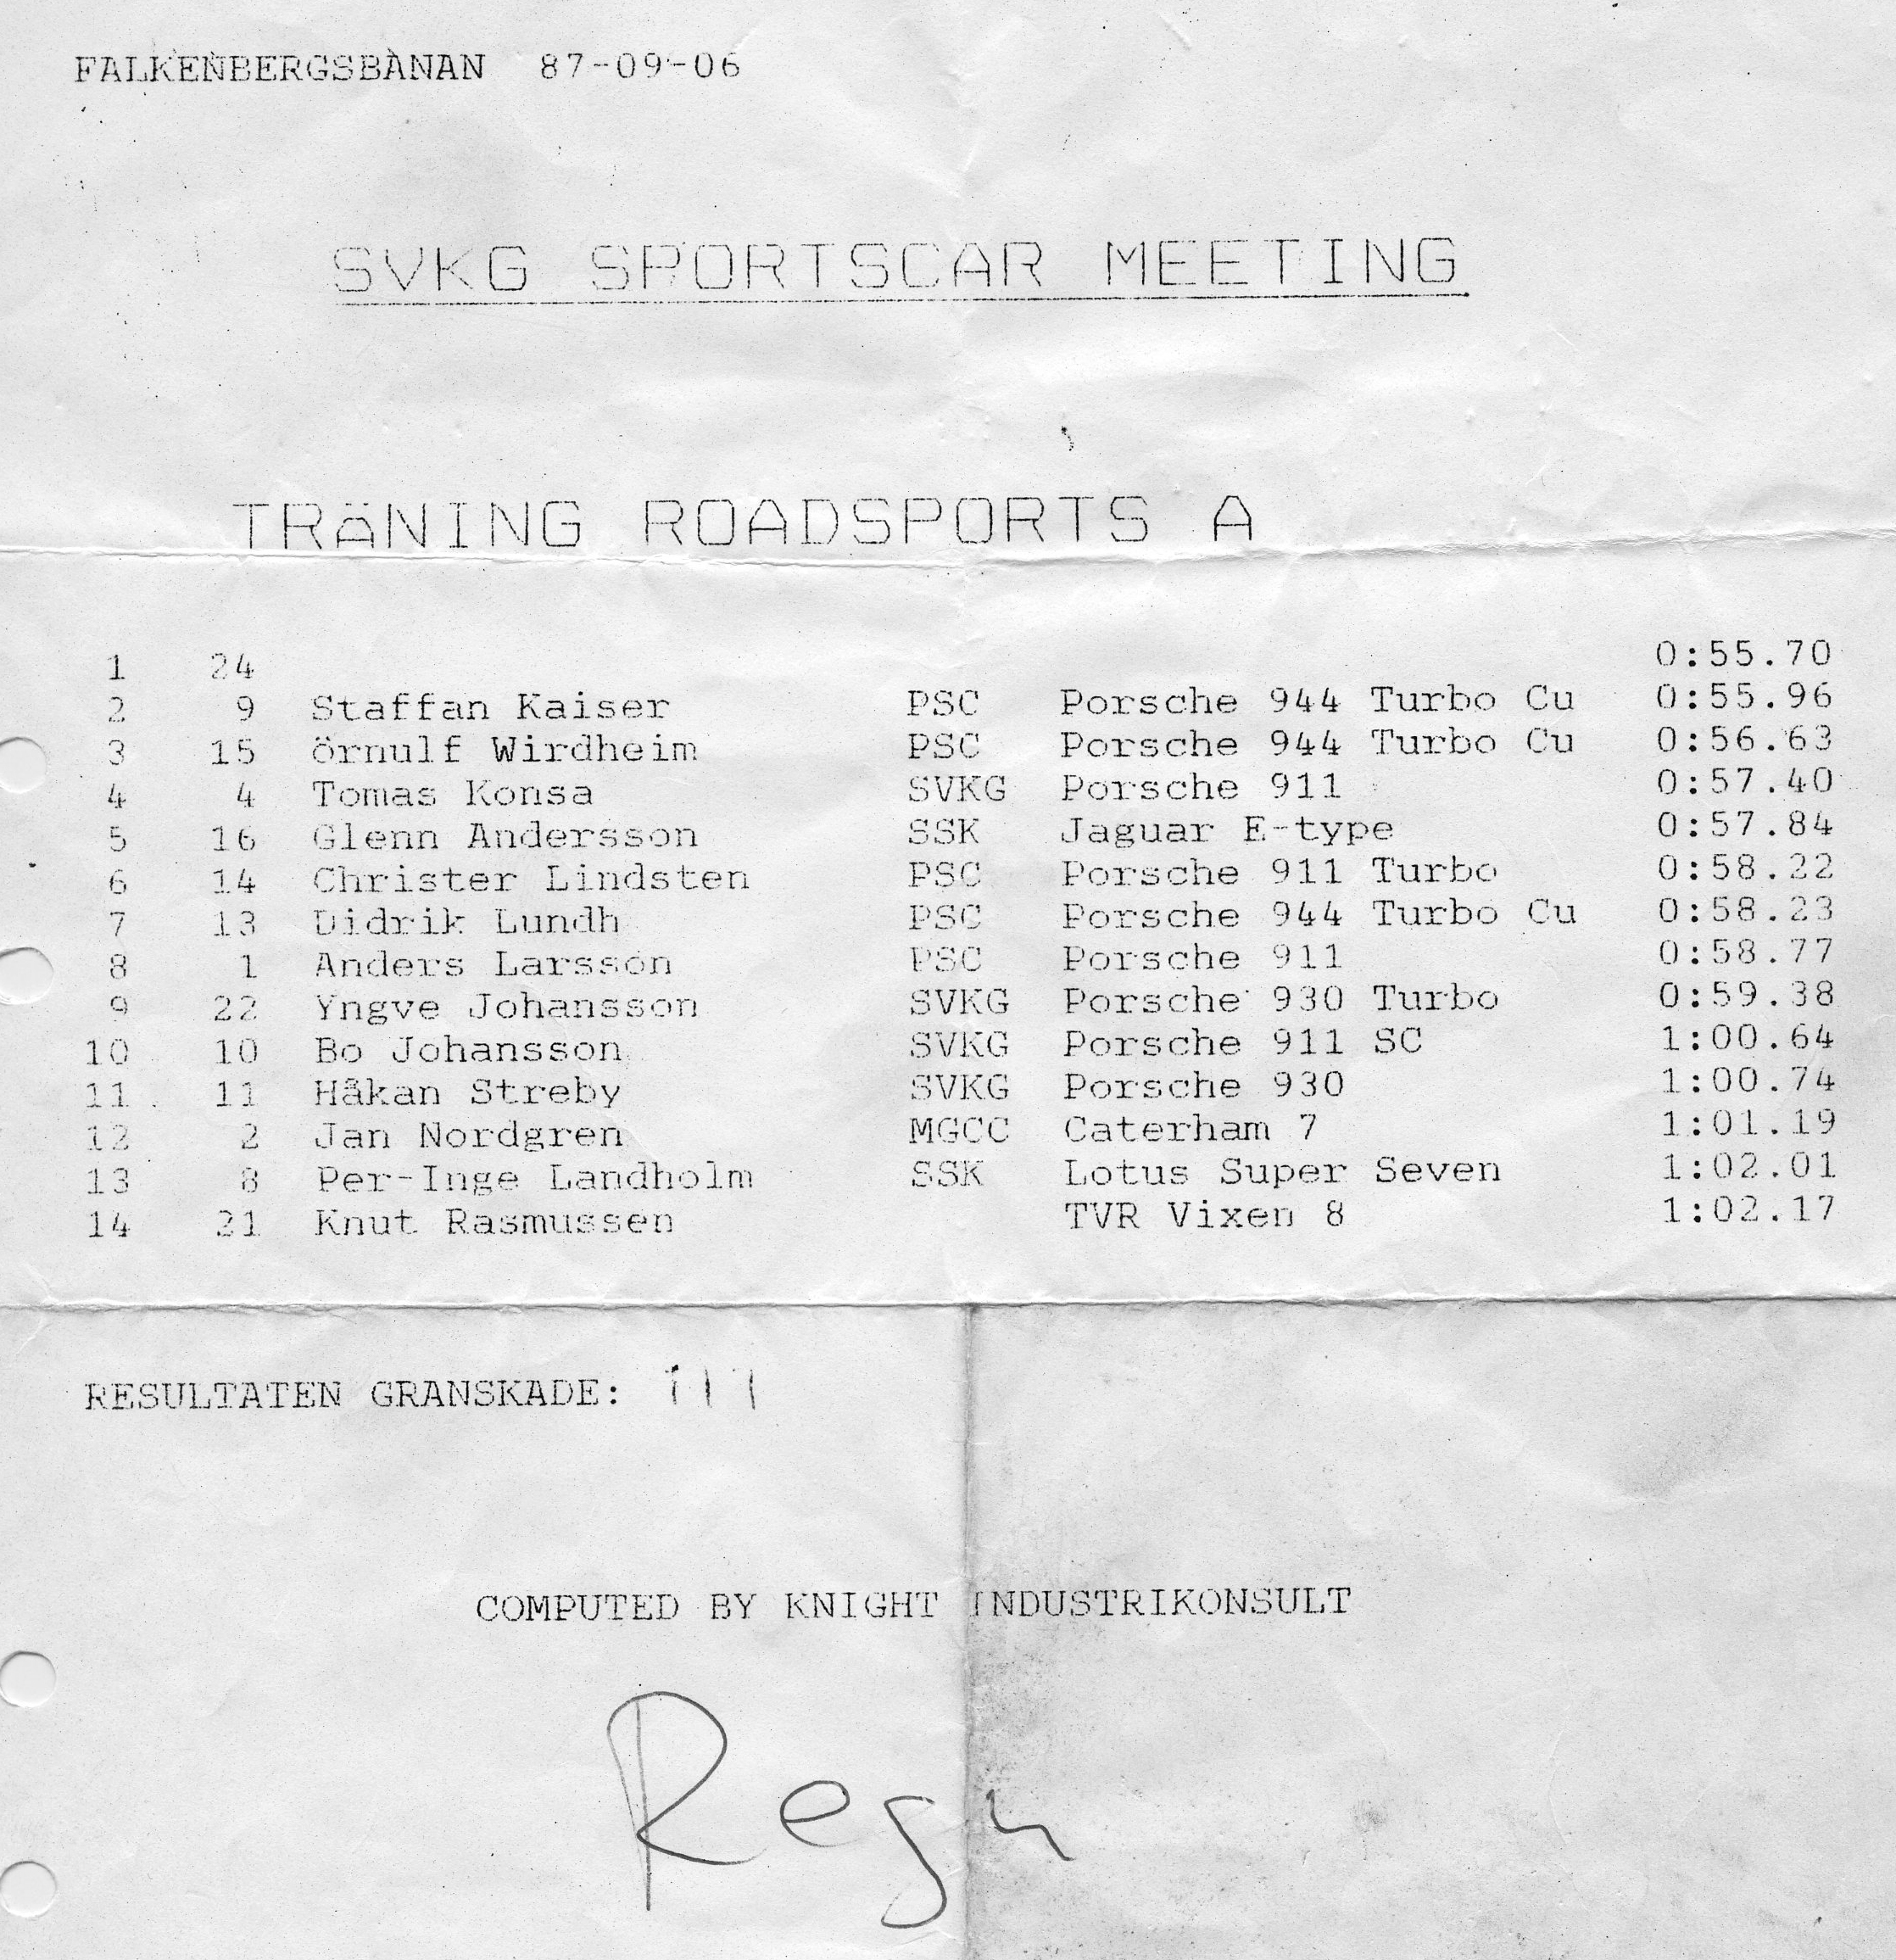 FALKENBERGSBANAN 87-09-06
SVKG SPORTSCAR MEETING
TRÄNING ROADSPORTS A
1 24 0:55.70
2 9 Staffan Kaiser PSC Porsche 944 Turbo Cu 0:55.96
3 15 örnulf Wirdheim PSC Porsche 944 Turbo Cu 0:56.63
4 4 Tomas Konsa SVKG Porsche 911 0:57.40
5 16 Glenn Andersson SSK Jaguar E-type 0:57.84
6 14 Christer Lindsten PSC Porsche 911 Turbo 0:58.22
7 13 Didrik Lundh PSC Porsche 944 Turbo Cu 0:58.23
8 1 Anders Larsson PSC Porsche 911 0:58.77
9 22 Yngve Johansson SVKG Porsche 930 Turbo 0:59.38
10 10 Bo Johansson SVKG Porsche 911 SC 1:00.64
11 11 Håkan Streby SVKG Porsche 930 1:00.74
12 2 Jan Nordgren MGCC Caterham 7 1:01.19
13 8 Per-Inge Landholm SSK Lotus Super Seven 1:02.01
14 21 Knut Rasmussen TVR Vixen 8 1:02.17
RESULTATEN GRANSKADE:
COMPUTED BY KNIGHT INDUSTRIKONSULT
Regn